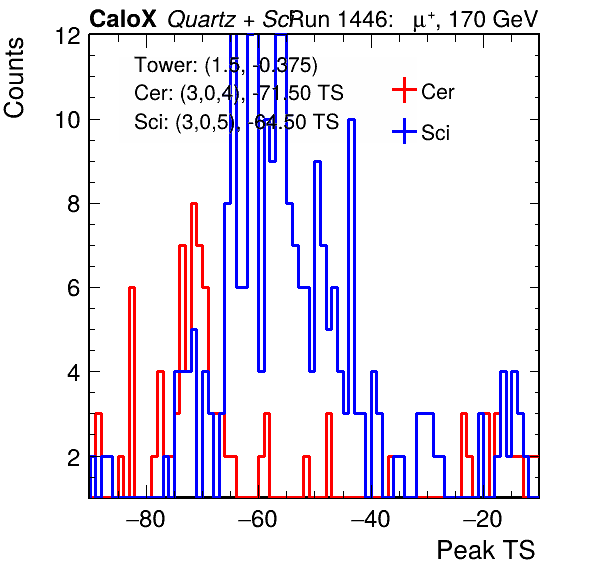 CaloX Quartz + Sci Run 1446: μ⁺, 170 GeV
Counts
Tower: (1.5, -0.375)
Cer: (3,0,4), -71.50 TS
Sci: (3,0,5), -64.50 TS
Cer
Sci
12
10
8
6
4
2
−80 −60 −40 −20
Peak TS